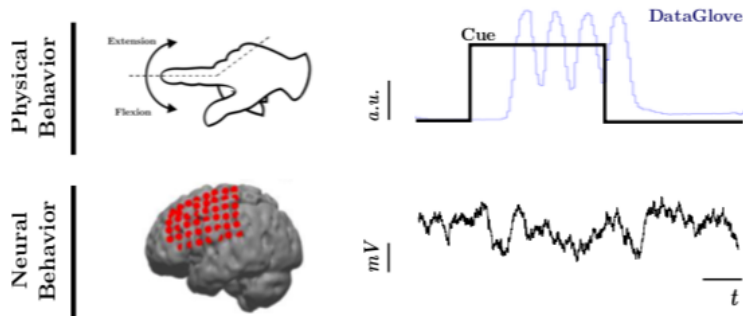 Physical
Behavior
Extension
Flexion
DataGlove
Cue
a.u.
Neural
Behavior
mV
t